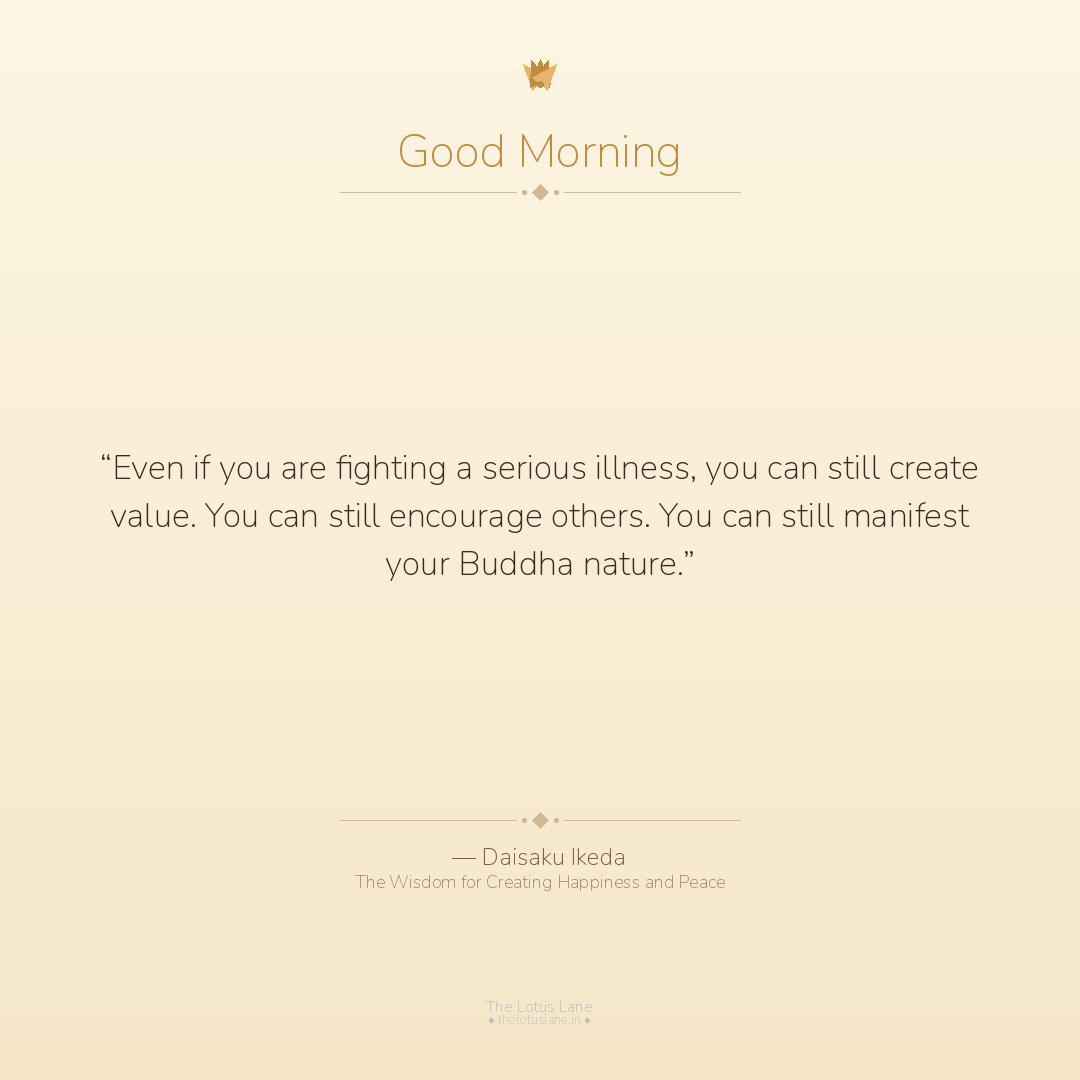 Good Morning
“Even if you are fighting a serious illness, you can still create
value. You can still encourage others. You can still manifest
your Buddha nature.”
— Daisaku Ikeda
The Wisdom for Creating Happiness and Peace
The Lotus Lane
• thelotuslane.in •